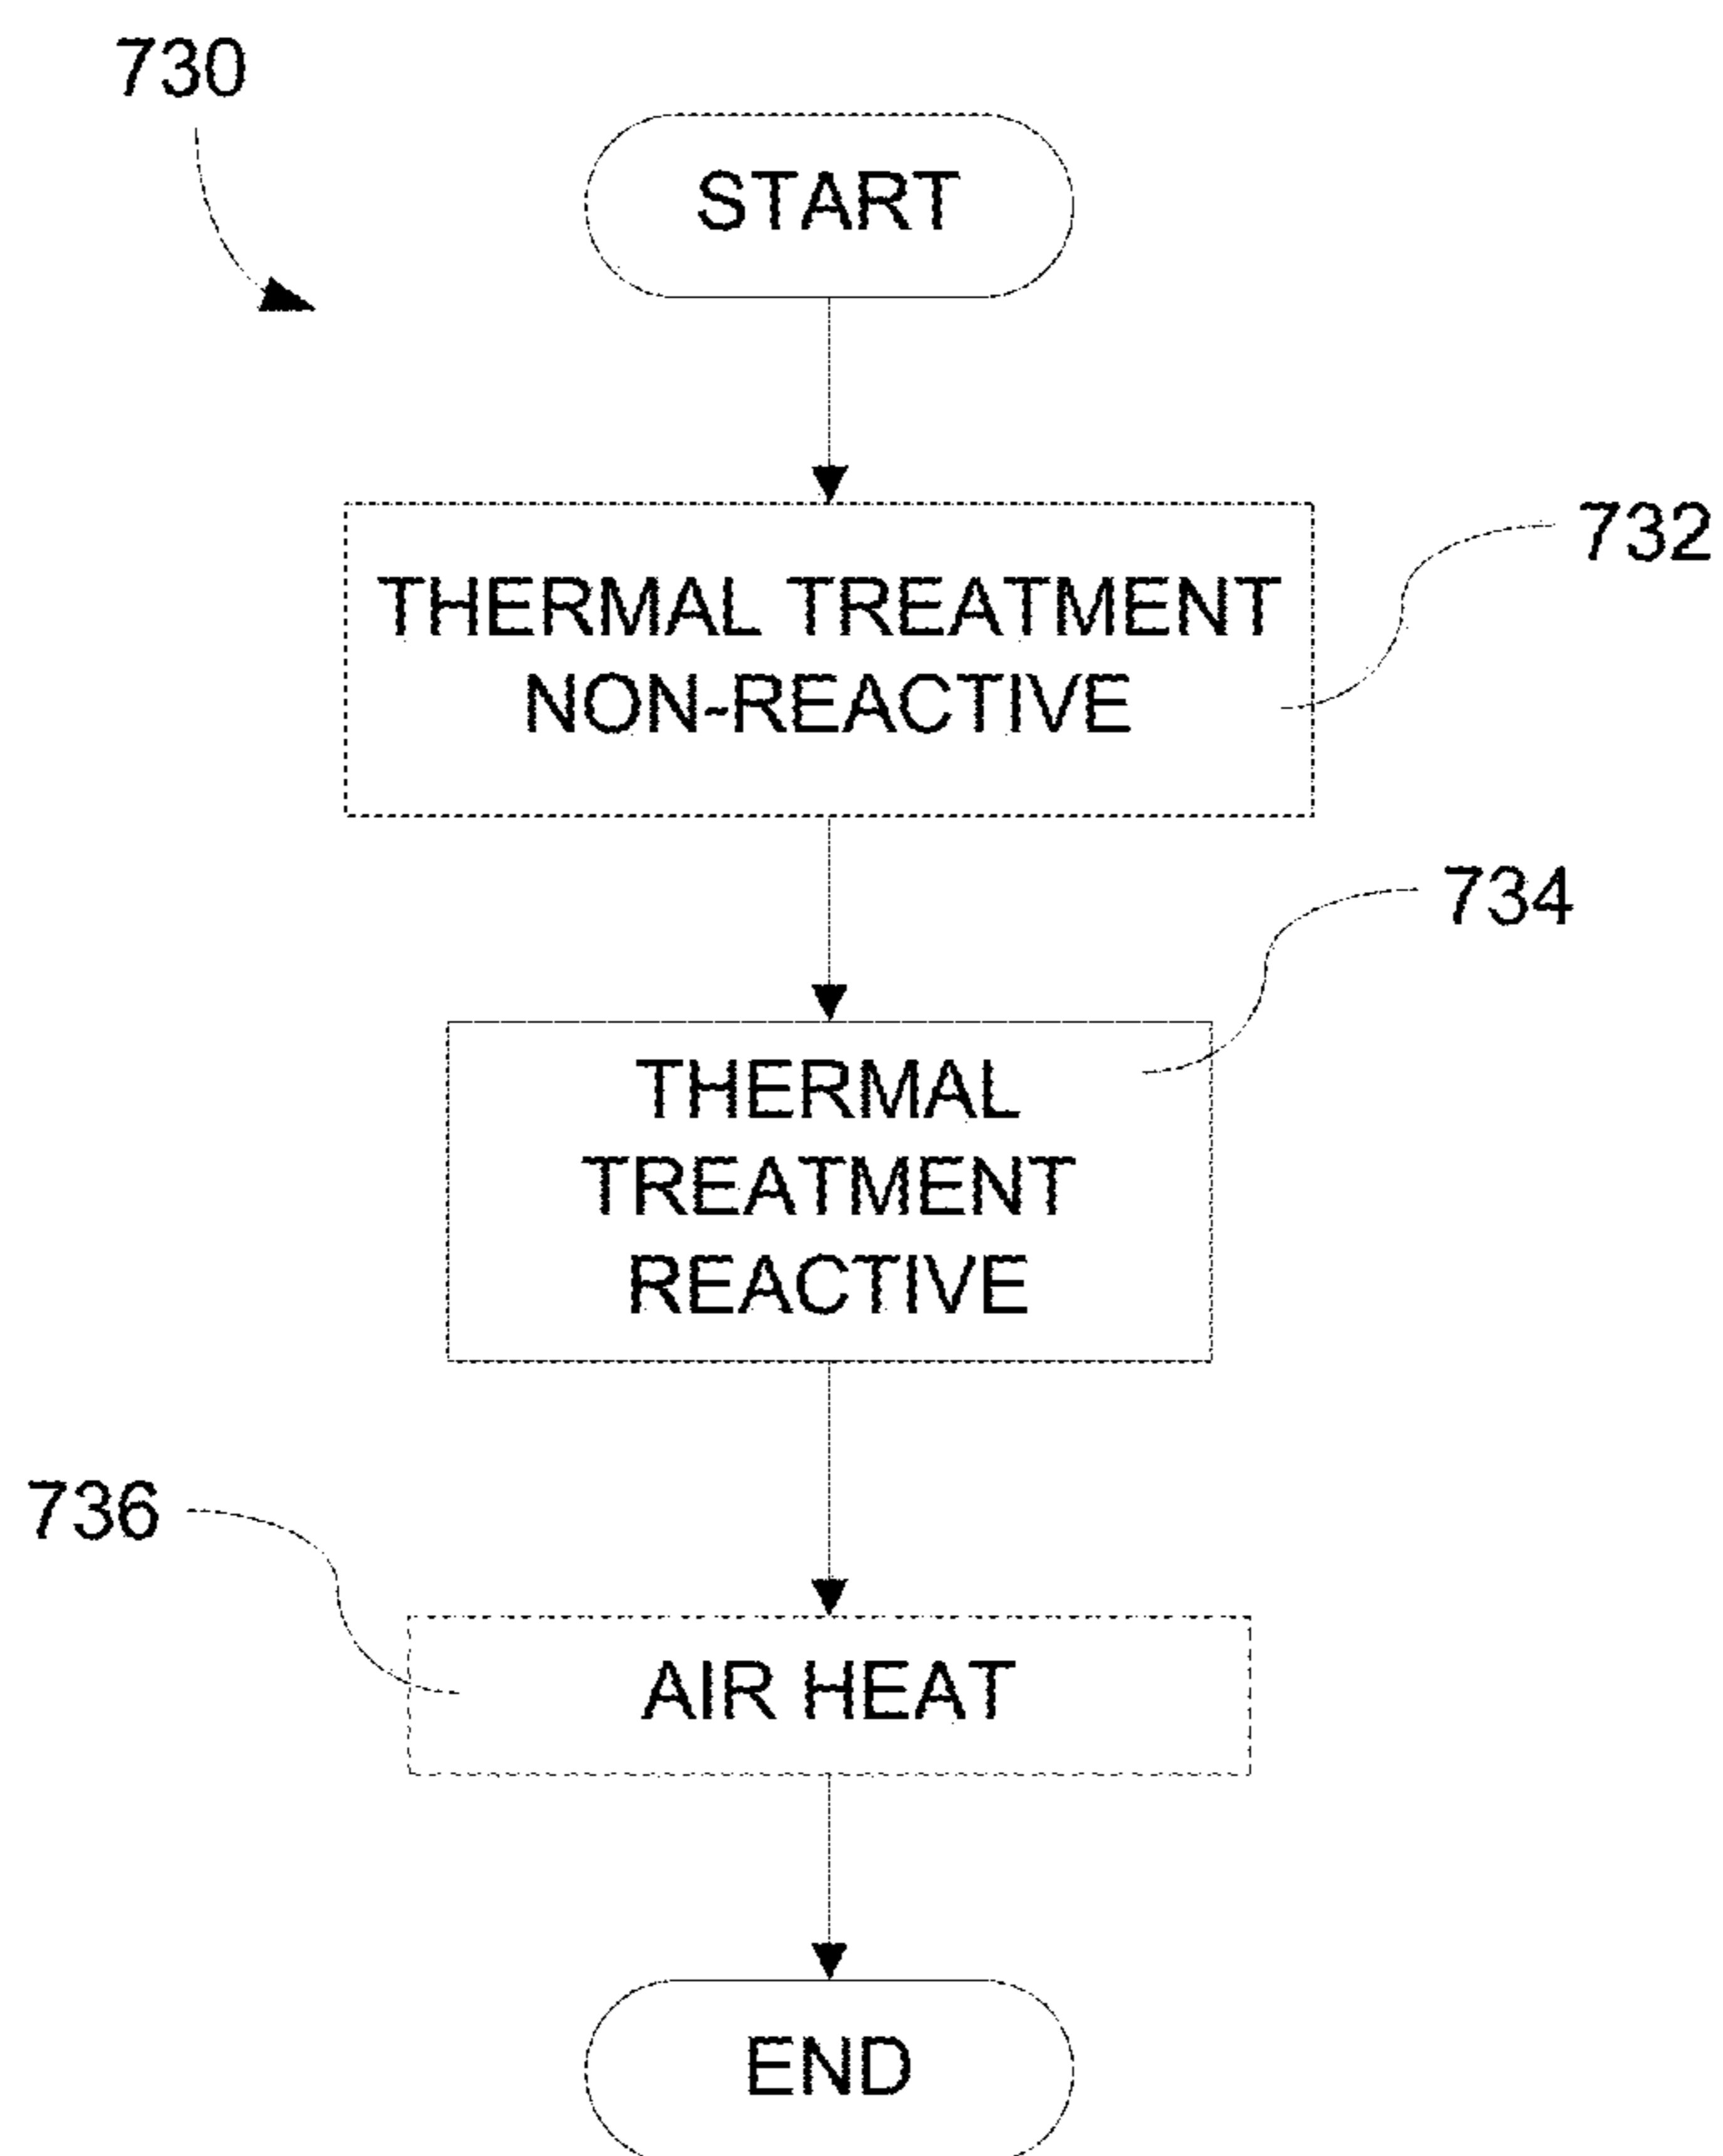 730
START
THERMAL TREATMENT
NON-REACTIVE
732
734
THERMAL
TREATMENT
REACTIVE
736
AIR HEAT
END